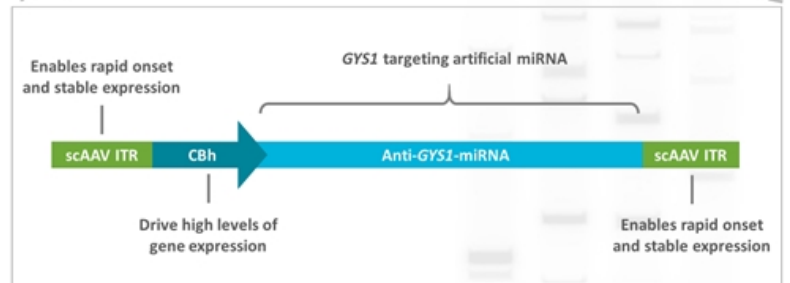 GYS1 targeting artificial miRNA
Enables rapid onset
and stable expression
scAAV ITR
CBh
Anti-GYS1-miRNA
scAAV ITR
Drive high levels of
gene expression
Enables rapid onset
and stable expression